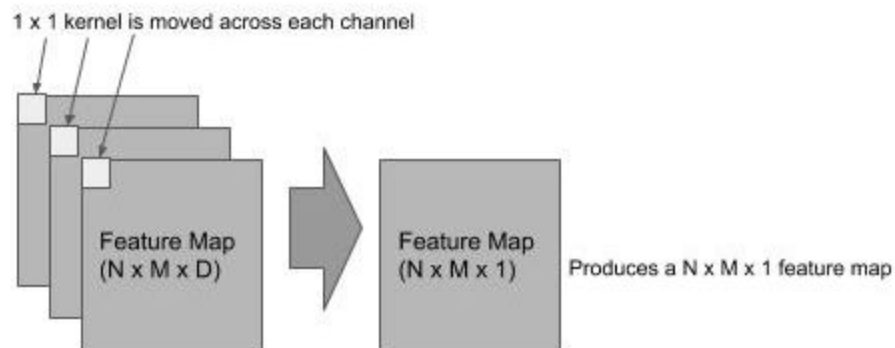 1 x 1 kernel is moved across each channel
Feature Map
(N x M x D)
Feature Map
(N x M x 1)
Produces a N x M x 1 feature map